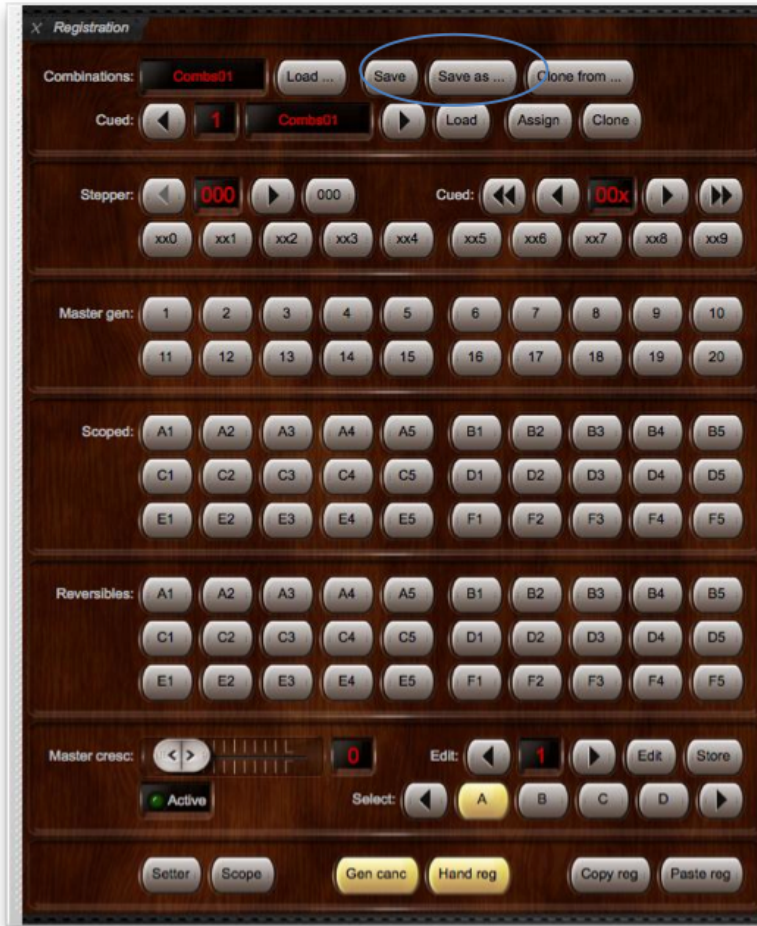 X Registration
Combinations: Combs01 Load ... Save Save as ... Clone from ...
Cued: 1 Combs01 Load Assign Clone
Stepper: 000 000 Cued: 00x
xx0 xx1 xx2 xx3 xx4 xx5 xx6 xx7 xx8 xx9
Master gen: 1 2 3 4 5 6 7 8 9 10
11 12 13 14 15 16 17 18 19 20
Scoped: A1 A2 A3 A4 A5 B1 B2 B3 B4 B5
C1 C2 C3 C4 C5 D1 D2 D3 D4 D5
E1 E2 E3 E4 E5 F1 F2 F3 F4 F5
Reversibles: A1 A2 A3 A4 A5 B1 B2 B3 B4 B5
C1 C2 C3 C4 C5 D1 D2 D3 D4 D5
E1 E2 E3 E4 E5 F1 F2 F3 F4 F5
Master cresc: < > 0 Edit: 1 Edit Store
Active Select: A B C D
Setter Scope Gen canc Hand reg Copy reg Paste reg